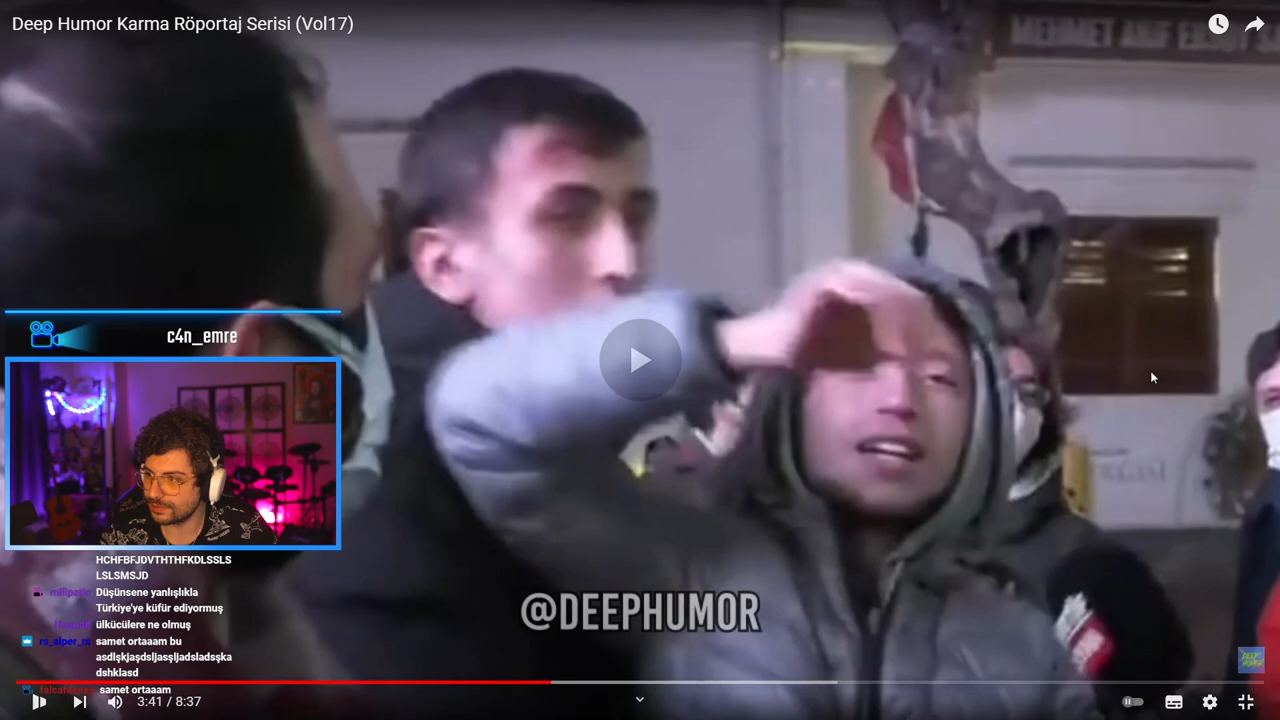 Deep Humor Karma Röportaj Serisi (Vol17)
MEHMET AKİF ERSOY
c4n_emre
HCHFBFJDVTHTHFKDLSSLS
LSLSMSJD
Düşünsene yanlışlıkla
Türkiye'ye küfür ediyormuş
ülkücülere ne olmuş
rs_alper_rs samet ortaaam bu
asdlşkjaşdsljasşljadsladsşka
dshklasd
samet ortaaam
@DEEPHUMOR
3:41 / 8:37